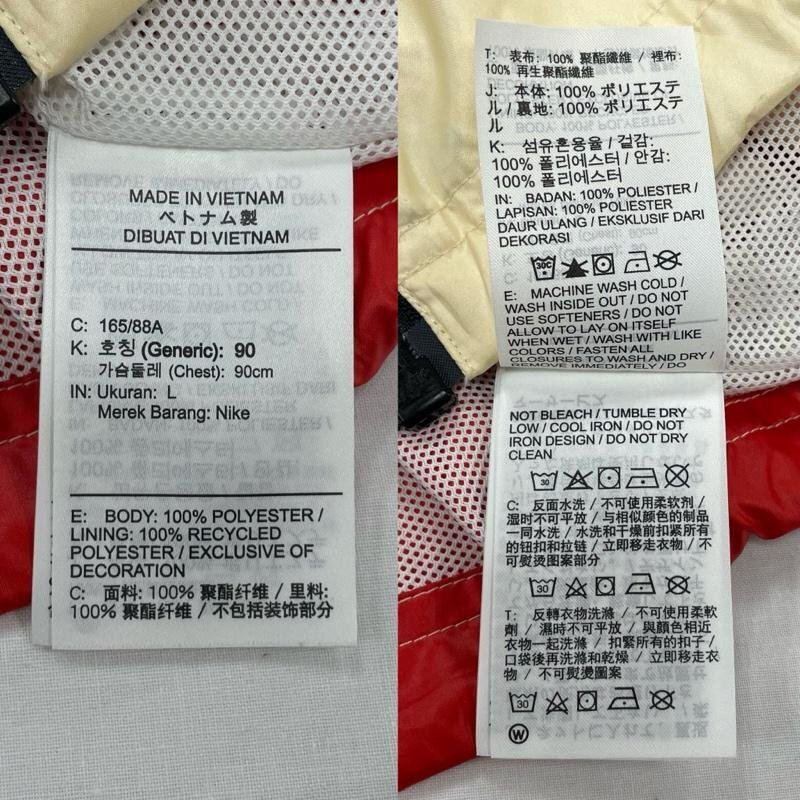 MADE IN VIETNAM
ベトナム製
DIBUAT DI VIETNAM
C: 165/88A
K: 호칭 (Generic): 90
가슴둘레 (Chest): 90cm
IN: Ukuran: L
Merek Barang: Nike
E: BODY: 100% POLYESTER /
LINING: 100% RECYCLED
POLYESTER / EXCLUSIVE OF
DECORATION
C: 面料: 100% 聚酯纤维 / 里料:
100% 聚酯纤维 / 不包括装饰部分
T: 表布: 100% 聚酯纖維 / 裡布:
100% 再生聚酯纖維
J: 本体: 100% ポリエステ
ル / 裏地: 100% ポリエステ
ル
K: 섬유혼용율 / 겉감:
100% 폴리에스터 / 안감:
100% 폴리에스터
IN: BADAN: 100% POLIESTER /
LAPISAN: 100% POLIESTER
DAUR ULANG / EKSKLUSIF DARI
DEKORASI
30C
E: MACHINE WASH COLD /
WASH INSIDE OUT / DO NOT
USE SOFTENERS / DO NOT
ALLOW TO LAY ON ITSELF
WHEN WET / WASH WITH LIKE
COLORS / FASTEN ALL
CLOSURES TO WASH AND DRY /
REMOVE IMMEDIATELY / DO
NOT BLEACH / TUMBLE DRY
LOW / COOL IRON / DO NOT
IRON DESIGN / DO NOT DRY
CLEAN
30
C: 反面水洗 / 不可使用柔软剂 /
湿时不可平放 / 与相似颜色的制品
一同水洗 / 水洗和干燥前扣紧所有
的钮扣和拉链 / 立即移走衣物 / 不
可熨烫图案部分
30
T: 反轉衣物洗滌 / 不可使用柔軟
劑 / 濕時不可平放 / 與顏色相近
衣物一起洗滌 / 扣緊所有的扣子 /
口袋後再洗滌和乾燥 / 立即移走衣
物 / 不可熨燙圖案
30
W